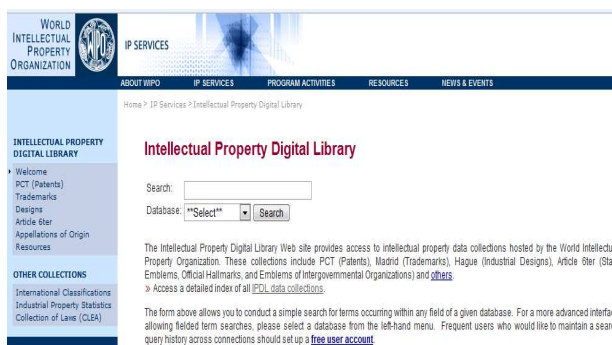 WORLD
INTELLECTUAL
PROPERTY
ORGANIZATION
WIPO
IP SERVICES
ABOUT WIPO IP SERVICES PROGRAM ACTIVITIES RESOURCES NEWS & EVENTS
Home > IP Services > Intellectual Property Digital Library
INTELLECTUAL PROPERTY
DIGITAL LIBRARY
Welcome
PCT (Patents)
Trademarks
Designs
Article 6ter
Appellations of Origin
Resources
OTHER COLLECTIONS
International Classifications
Industrial Property Statistics
Collection of Laws (CLEA)
Intellectual Property Digital Library
Search:
Database: **Select** Search
The Intellectual Property Digital Library Web site provides access to intellectual property data collections hosted by the World Intellectu
Property Organization. These collections include PCT (Patents), Madrid (Trademarks), Hague (Industrial Designs), Article 6ter (Sta
Emblems, Official Hallmarks, and Emblems of Intergovernmental Organizations) and others.
» Access a detailed index of all IPDL data collections.
The form above allows you to conduct a simple search for terms occurring within any field of a given database. For a more advanced interfac
allowing fielded term searches, please select a database from the left-hand menu. Frequent users who would like to maintain a searc
query history across connections should set up a free user account.